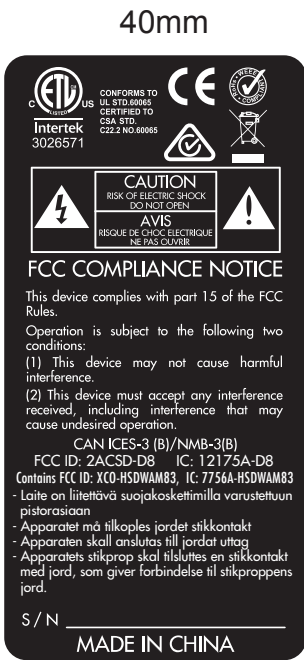 40mm
C ETL US
LISTED
Intertek
3026571
CONFORMS TO
UL STD.60065
CERTIFIED TO
CSA STD.
C22.2 NO.60065
CE
RoHS WEEE
COMPLIANT
CAUTION
RISK OF ELECTRIC SHOCK
DO NOT OPEN
AVIS
RISQUE DE CHOC ELECTRIQUE
NE PAS OUVRIR
FCC COMPLIANCE NOTICE
This device complies with part 15 of the FCC
Rules.
Operation is subject to the following two
conditions:
(1) This device may not cause harmful
interference.
(2) This device must accept any interference
received, including interference that may
cause undesired operation.
CAN ICES-3 (B)/NMB-3(B)
FCC ID: 2ACSD-D8 IC: 12175A-D8
Contains FCC ID: XCO-HSDWAM83, IC: 7756A-HSDWAM83
- Laite on liitettävä suojakoskettimilla varustettuun
pistorasiaan
- Apparatet må tilkoples jordet stikkontakt
- Apparaten skall anslutas till jordat uttag
- Apparatets stikprop skal tilsluttes en stikkontakt
med jord, som giver forbindelse til stikproppens
jord.
S/N
MADE IN CHINA